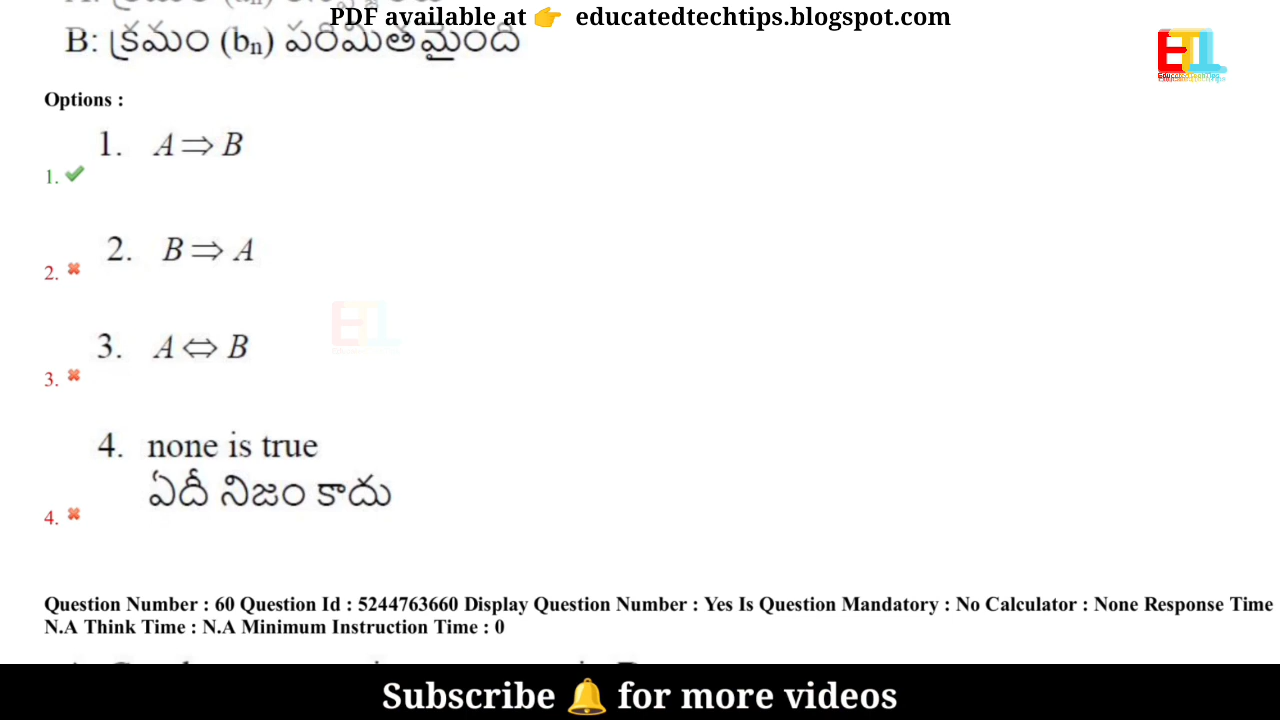 PDF available at 👉 educatedtechtips.blogspot.com
B: క్రమం (bₙ) పరిమితమైంది
ETL
Options :
1. A ⇒ B
1. ✔
2. B ⇒ A
2. ✖
3. A ⇔ B
3. ✖
4. none is true
ఏదీ నిజం కాదు
4. ✖
Question Number : 60 Question Id : 5244763660 Display Question Number : Yes Is Question Mandatory : No Calculator : None Response Time
N.A Think Time : N.A Minimum Instruction Time : 0
Subscribe 🔔 for more videos